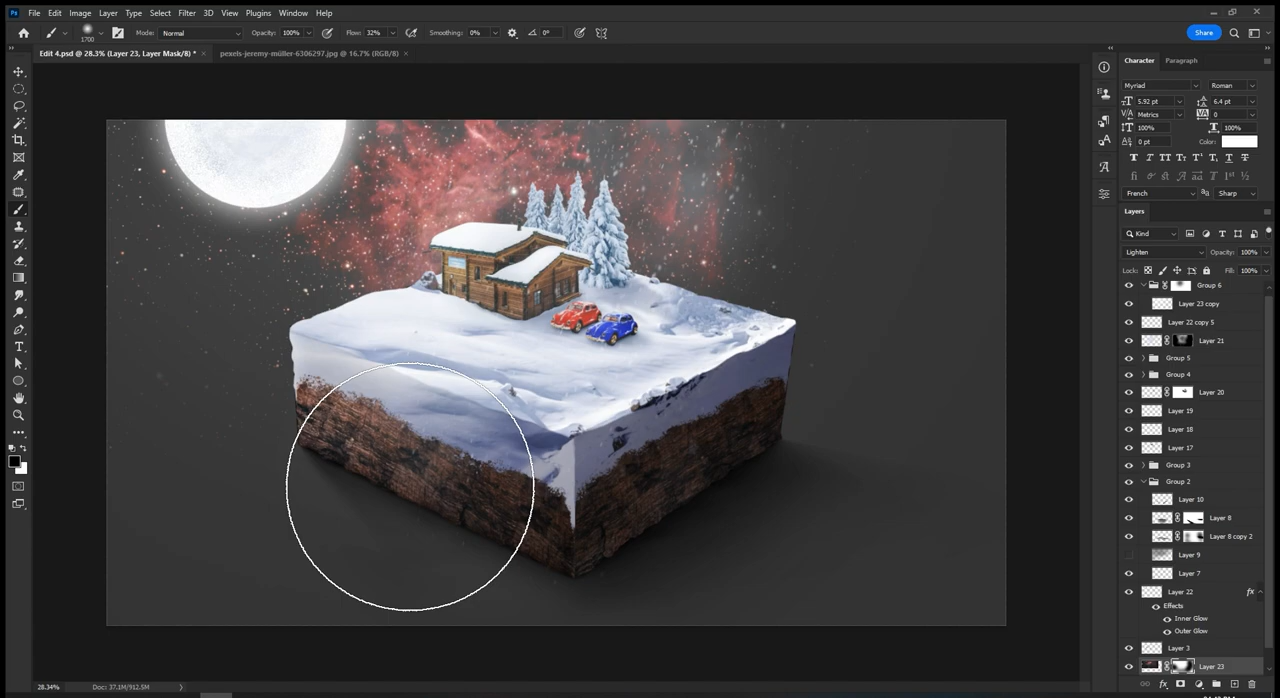 Ps File Edit Image Layer Type Select Filter 3D View Plugins Window Help
1700 Mode: Normal Opacity: 100% Flow: 32% Smoothing: 0% 0° Share
Edit 4.psd @ 28.3% (Layer 23, Layer Mask/8) * × pexels-jeremy-müller-6306297.jpg @ 16.7% (RGB/8) ×
Character Paragraph
Myriad Roman
5.92 pt 6.4 pt
Metrics 0
100% 100%
0 pt Color:
French Sharp
Layers
Kind
Lighten Opacity: 100%
Lock: Fill: 100%
Group 6
Layer 23 copy
Layer 22 copy 5
Layer 21
Group 5
Group 4
Layer 20
Layer 19
Layer 18
Layer 17
Group 3
Group 2
Layer 10
Layer 8
Layer 8 copy 2
Layer 9
Layer 7
Layer 22 fx
Effects
Inner Glow
Outer Glow
Layer 3
Layer 23
28.34% Doc: 37.1M/912.5M